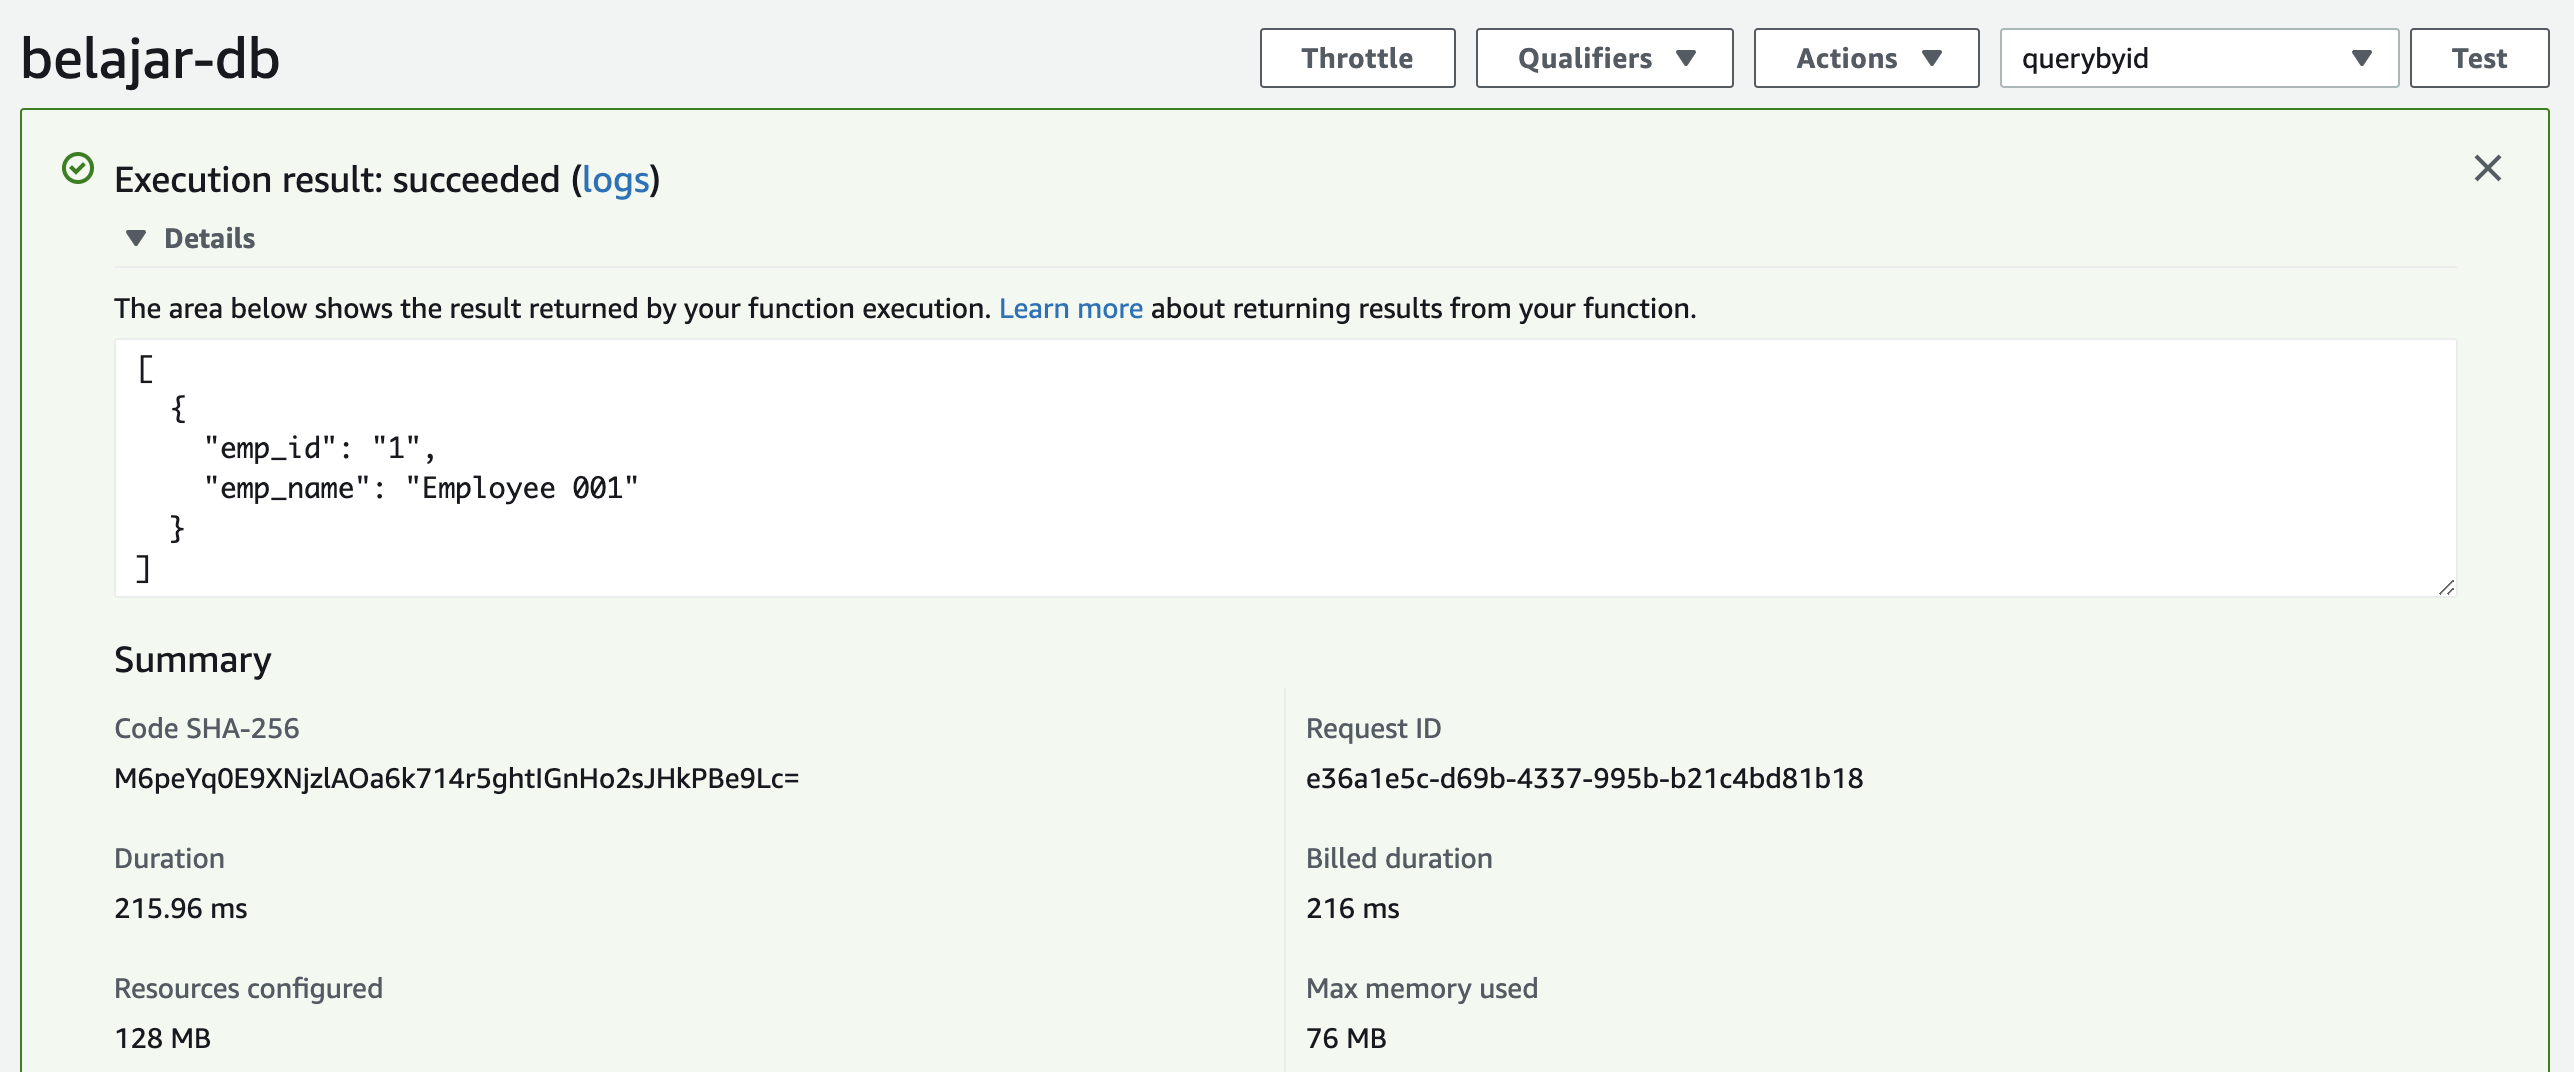 belajar-db
Throttle
Qualifiers
Actions
querybyid
Test
Execution result: succeeded (logs)
Details
The area below shows the result returned by your function execution. Learn more about returning results from your function.
[
  {
    "emp_id": "1",
    "emp_name": "Employee 001"
  }
]
Summary
Code SHA-256
M6peYq0E9XNjzlAOa6k714r5ghtIGnHo2sJHkPBe9Lc=
Request ID
e36a1e5c-d69b-4337-995b-b21c4bd81b18
Duration
215.96 ms
Billed duration
216 ms
Resources configured
128 MB
Max memory used
76 MB